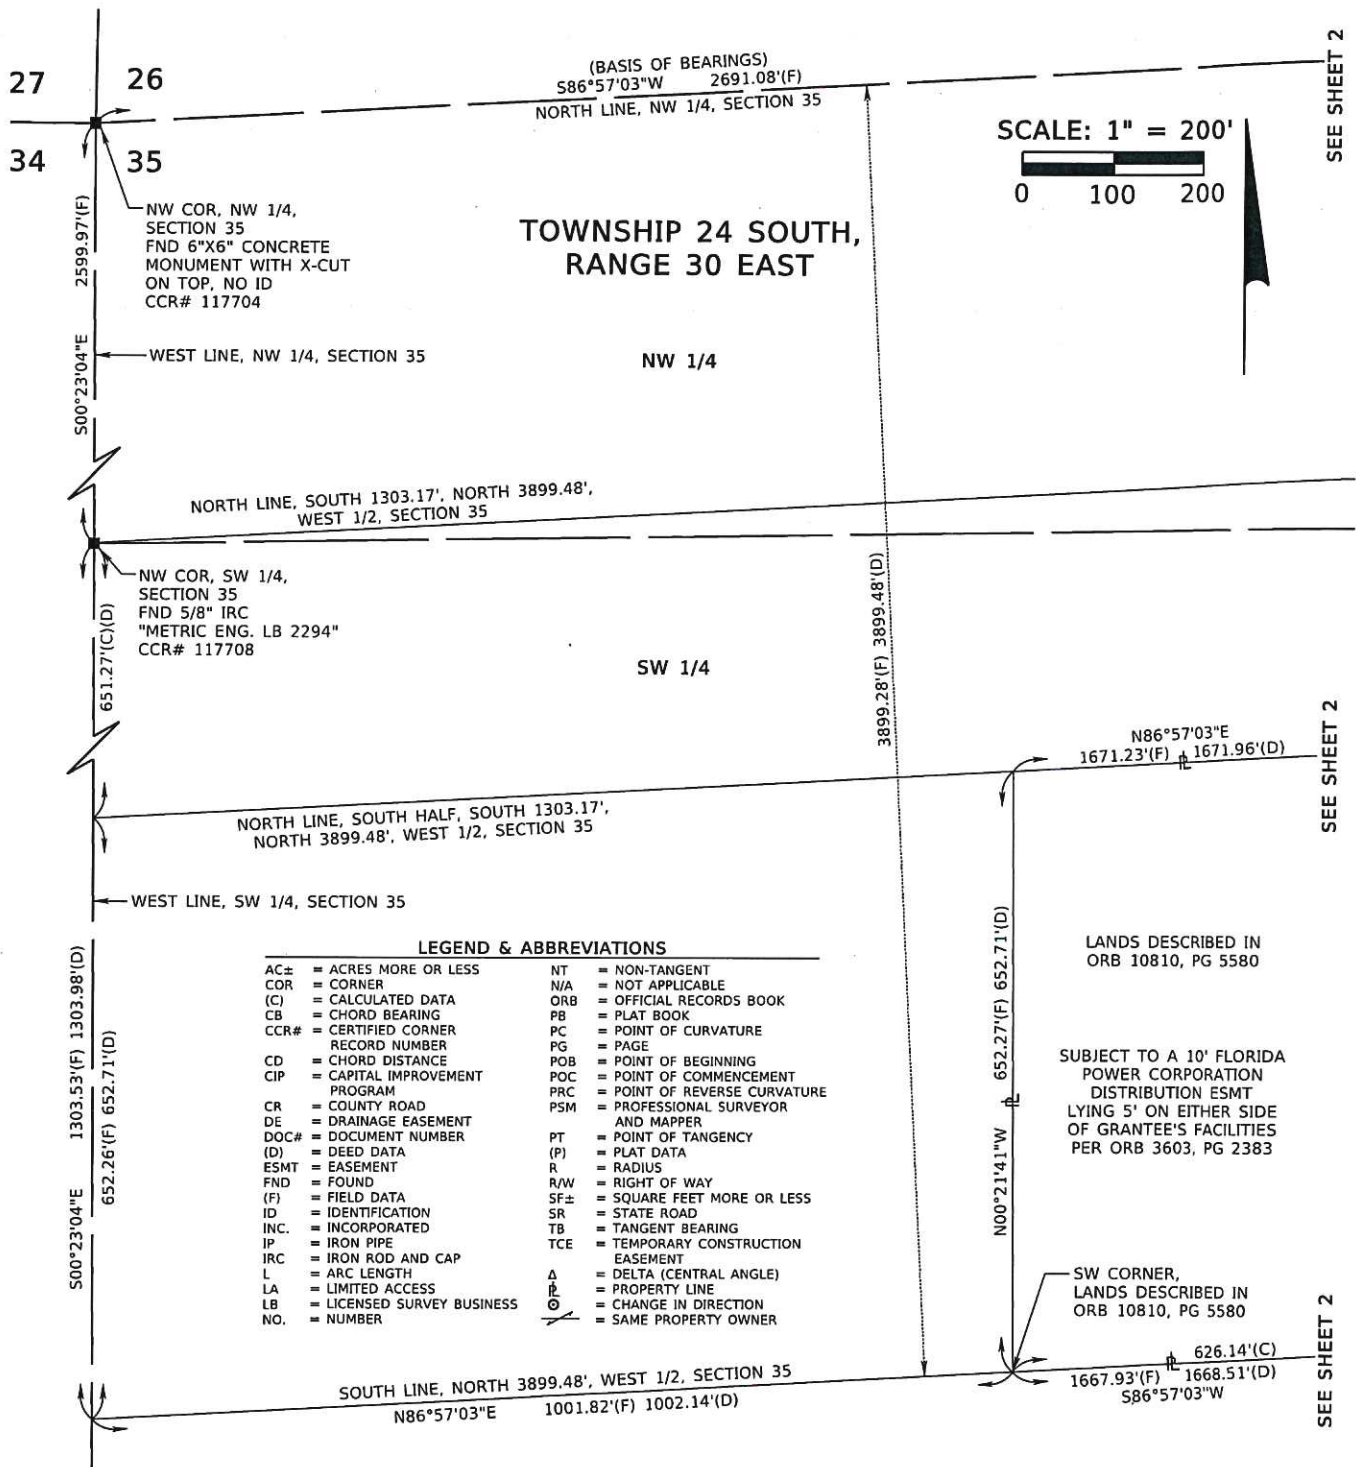 27
26
34
35
(BASIS OF BEARINGS)
S86°57'03"W 2691.08'(F)
NORTH LINE, NW 1/4, SECTION 35
SEE SHEET 2
SCALE: 1" = 200'
0 100 200
TOWNSHIP 24 SOUTH,
RANGE 30 EAST
2599.97'(F)
S00°23'04"E
NW COR, NW 1/4,
SECTION 35
FND 6"X6" CONCRETE
MONUMENT WITH X-CUT
ON TOP, NO ID
CCR# 117704
WEST LINE, NW 1/4, SECTION 35
NW 1/4
NORTH LINE, SOUTH 1303.17', NORTH 3899.48',
WEST 1/2, SECTION 35
NW COR, SW 1/4,
SECTION 35
FND 5/8" IRC
"METRIC ENG. LB 2294"
CCR# 117708
651.27'(C)(D)
SW 1/4
3899.28'(F) 3899.48'(D)
N86°57'03"E
1671.23'(F) 1671.96'(D)
SEE SHEET 2
NORTH LINE, SOUTH HALF, SOUTH 1303.17',
NORTH 3899.48', WEST 1/2, SECTION 35
WEST LINE, SW 1/4, SECTION 35
1303.53'(F) 1303.98'(D)
S00°23'04"E
652.26'(F) 652.71'(D)
LEGEND & ABBREVIATIONS
AC± = ACRES MORE OR LESS
COR = CORNER
(C) = CALCULATED DATA
CB = CHORD BEARING
CCR# = CERTIFIED CORNER
RECORD NUMBER
CD = CHORD DISTANCE
CIP = CAPITAL IMPROVEMENT
PROGRAM
CR = COUNTY ROAD
DE = DRAINAGE EASEMENT
DOC# = DOCUMENT NUMBER
(D) = DEED DATA
ESMT = EASEMENT
FND = FOUND
(F) = FIELD DATA
ID = IDENTIFICATION
INC. = INCORPORATED
IP = IRON PIPE
IRC = IRON ROD AND CAP
L = ARC LENGTH
LA = LIMITED ACCESS
LB = LICENSED SURVEY BUSINESS
NO. = NUMBER
NT = NON-TANGENT
N/A = NOT APPLICABLE
ORB = OFFICIAL RECORDS BOOK
PB = PLAT BOOK
PC = POINT OF CURVATURE
PG = PAGE
POB = POINT OF BEGINNING
POC = POINT OF COMMENCEMENT
PRC = POINT OF REVERSE CURVATURE
PSM = PROFESSIONAL SURVEYOR
AND MAPPER
PT = POINT OF TANGENCY
(P) = PLAT DATA
R = RADIUS
R/W = RIGHT OF WAY
SF± = SQUARE FEET MORE OR LESS
SR = STATE ROAD
TB = TANGENT BEARING
TCE = TEMPORARY CONSTRUCTION
EASEMENT
Δ = DELTA (CENTRAL ANGLE)
℄ = PROPERTY LINE
= CHANGE IN DIRECTION
= SAME PROPERTY OWNER
652.27'(F) 652.71'(D)
N00°21'41"W
LANDS DESCRIBED IN
ORB 10810, PG 5580
SUBJECT TO A 10' FLORIDA
POWER CORPORATION
DISTRIBUTION ESMT
LYING 5' ON EITHER SIDE
OF GRANTEE'S FACILITIES
PER ORB 3603, PG 2383
SW CORNER,
LANDS DESCRIBED IN
ORB 10810, PG 5580
SEE SHEET 2
626.14'(C)
1667.93'(F) 1668.51'(D)
S86°57'03"W
SOUTH LINE, NORTH 3899.48', WEST 1/2, SECTION 35
N86°57'03"E 1001.82'(F) 1002.14'(D)